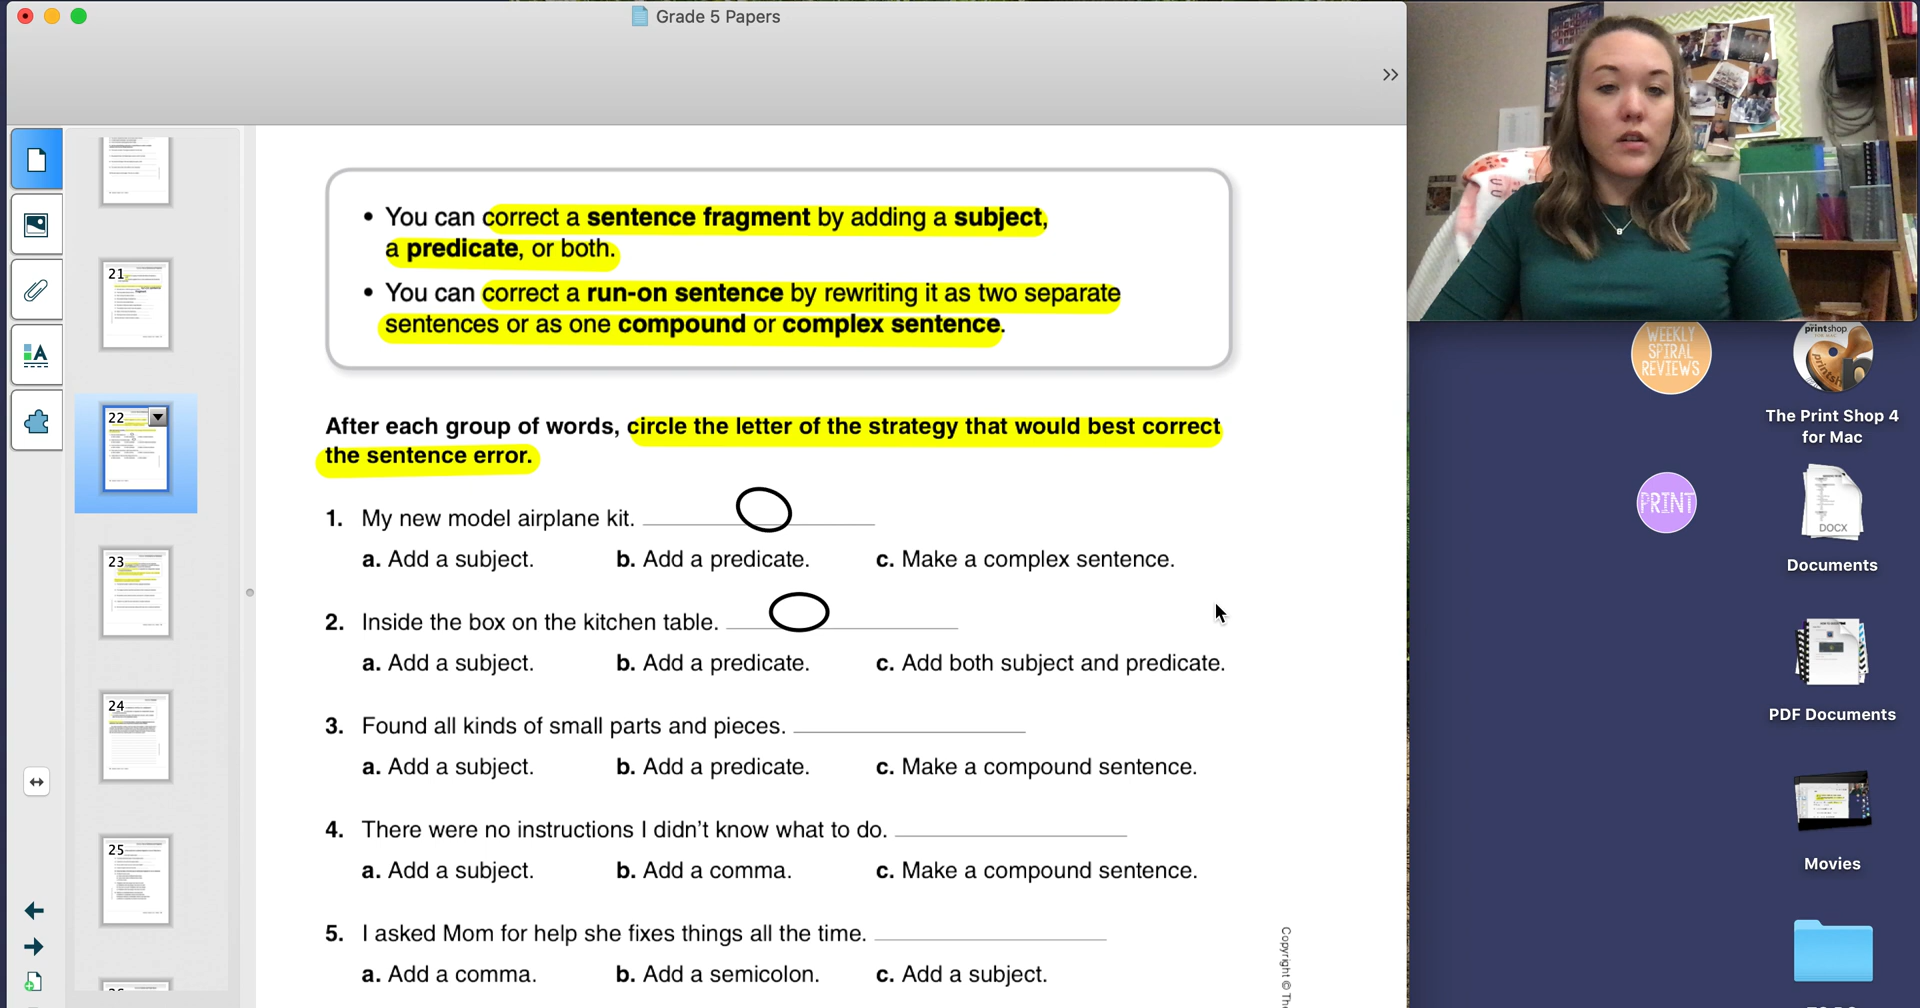 Grade 5 Papers
>>
21
22
23
24
25
• You can correct a sentence fragment by adding a subject,
a predicate, or both.
• You can correct a run-on sentence by rewriting it as two separate
sentences or as one compound or complex sentence.
After each group of words, circle the letter of the strategy that would best correct
the sentence error.
1. My new model airplane kit.
a. Add a subject. b. Add a predicate. c. Make a complex sentence.
2. Inside the box on the kitchen table.
a. Add a subject. b. Add a predicate. c. Add both subject and predicate.
3. Found all kinds of small parts and pieces.
a. Add a subject. b. Add a predicate. c. Make a compound sentence.
4. There were no instructions I didn’t know what to do.
a. Add a subject. b. Add a comma. c. Make a compound sentence.
5. I asked Mom for help she fixes things all the time.
a. Add a comma. b. Add a semicolon. c. Add a subject.
Copyright © Th
WEEKLY
SPIRAL
REVIEWS
printshop
The Print Shop 4
for Mac
PRINT
DOCX
Documents
PDF Documents
Movies